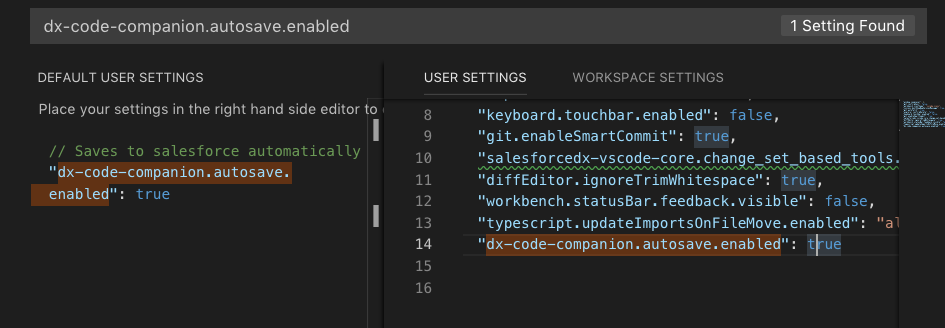 dx-code-companion.autosave.enabled
1 Setting Found
DEFAULT USER SETTINGS
Place your settings in the right hand side editor to
// Saves to salesforce automatically
"dx-code-companion.autosave.
enabled": true
USER SETTINGS
WORKSPACE SETTINGS
8 "keyboard.touchbar.enabled": false,
9 "git.enableSmartCommit": true,
10 "salesforcedx-vscode-core.change_set_based_tools.
11 "diffEditor.ignoreTrimWhitespace": true,
12 "workbench.statusBar.feedback.visible": false,
13 "typescript.updateImportsOnFileMove.enabled": "al
14 "dx-code-companion.autosave.enabled": true
15
16